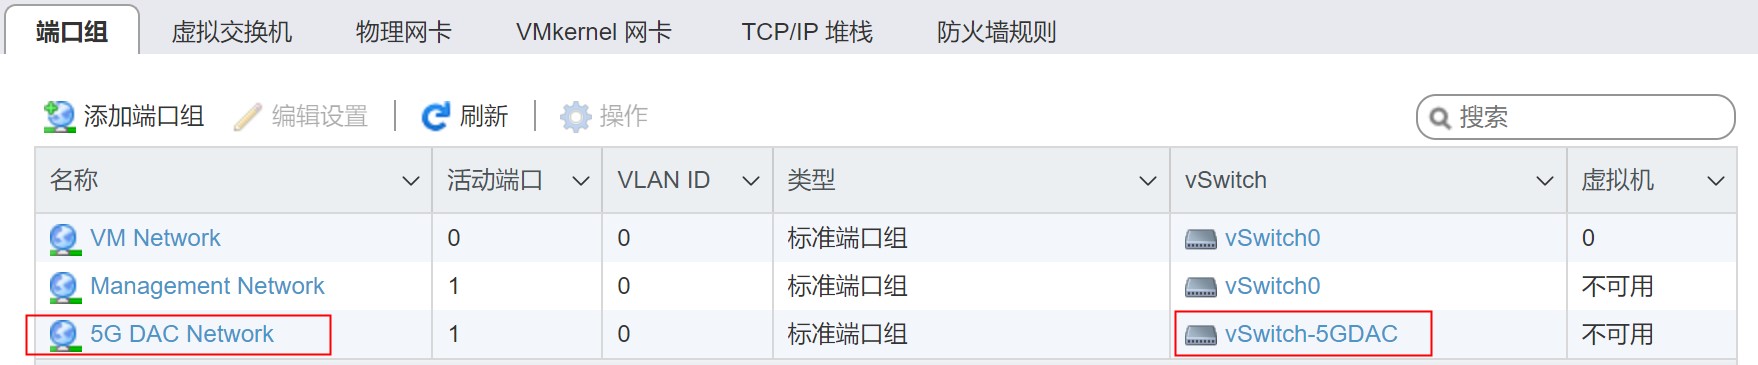 端口组 虚拟交换机 物理网卡 VMkernel 网卡 TCP/IP 堆栈 防火墙规则
添加端口组 编辑设置 刷新 操作 搜索
名称 活动端口 VLAN ID 类型 vSwitch 虚拟机
VM Network 0 0 标准端口组 vSwitch0 0
Management Network 1 0 标准端口组 vSwitch0 不可用
5G DAC Network 1 0 标准端口组 vSwitch-5GDAC 不可用